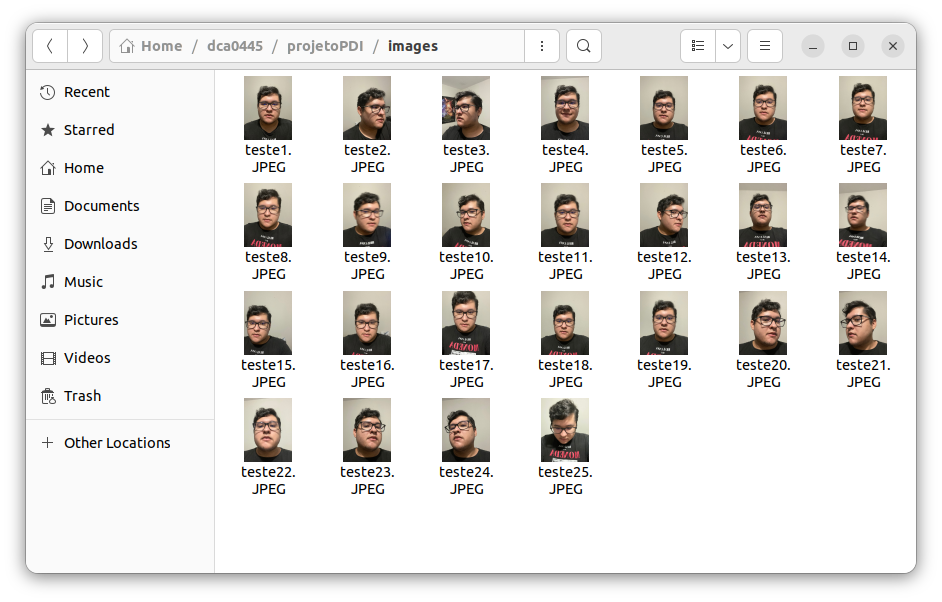 Home / dca0445 / projetoPDI / images
Recent
Starred
Home
Documents
Downloads
Music
Pictures
Videos
Trash
Other Locations
teste1.
JPEG
teste2.
JPEG
teste3.
JPEG
teste4.
JPEG
teste5.
JPEG
teste6.
JPEG
teste7.
JPEG
teste8.
JPEG
teste9.
JPEG
teste10.
JPEG
teste11.
JPEG
teste12.
JPEG
teste13.
JPEG
teste14.
JPEG
teste15.
JPEG
teste16.
JPEG
teste17.
JPEG
teste18.
JPEG
teste19.
JPEG
teste20.
JPEG
teste21.
JPEG
teste22.
JPEG
teste23.
JPEG
teste24.
JPEG
teste25.
JPEG